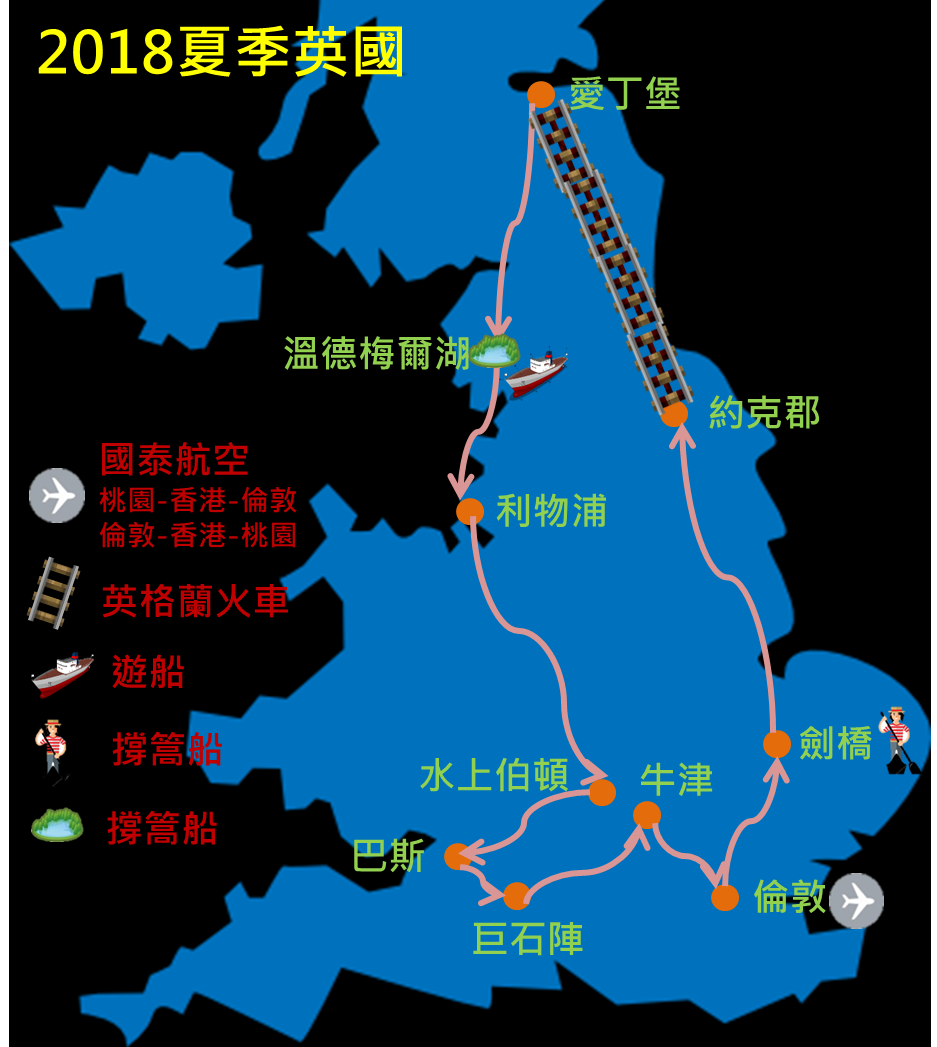 2018夏季英國
愛丁堡
溫德梅爾湖
約克郡
國泰航空
桃園-香港-倫敦
倫敦-香港-桃園
利物浦
英格蘭火車
遊船
撐篙船
劍橋
水上伯頓
牛津
撐篙船
巴斯
倫敦
巨石陣